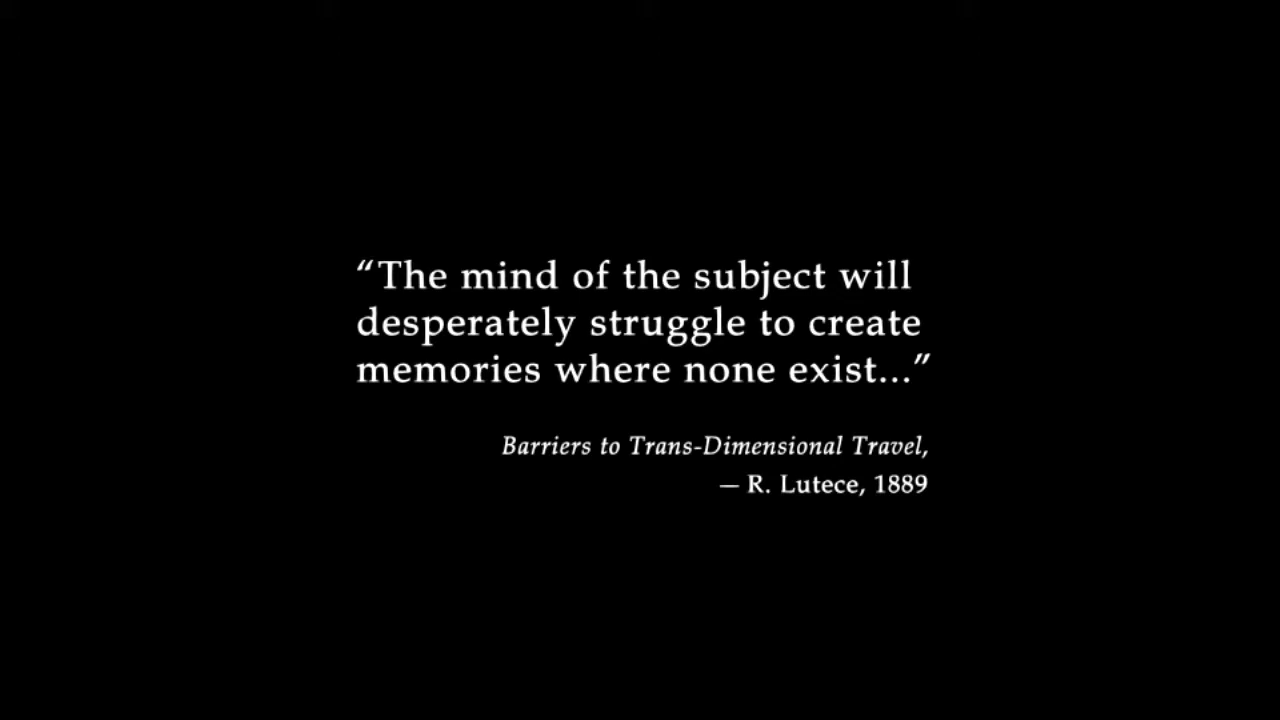 “The mind of the subject will
desperately struggle to create
memories where none exist...”
Barriers to Trans-Dimensional Travel,
— R. Lutece, 1889